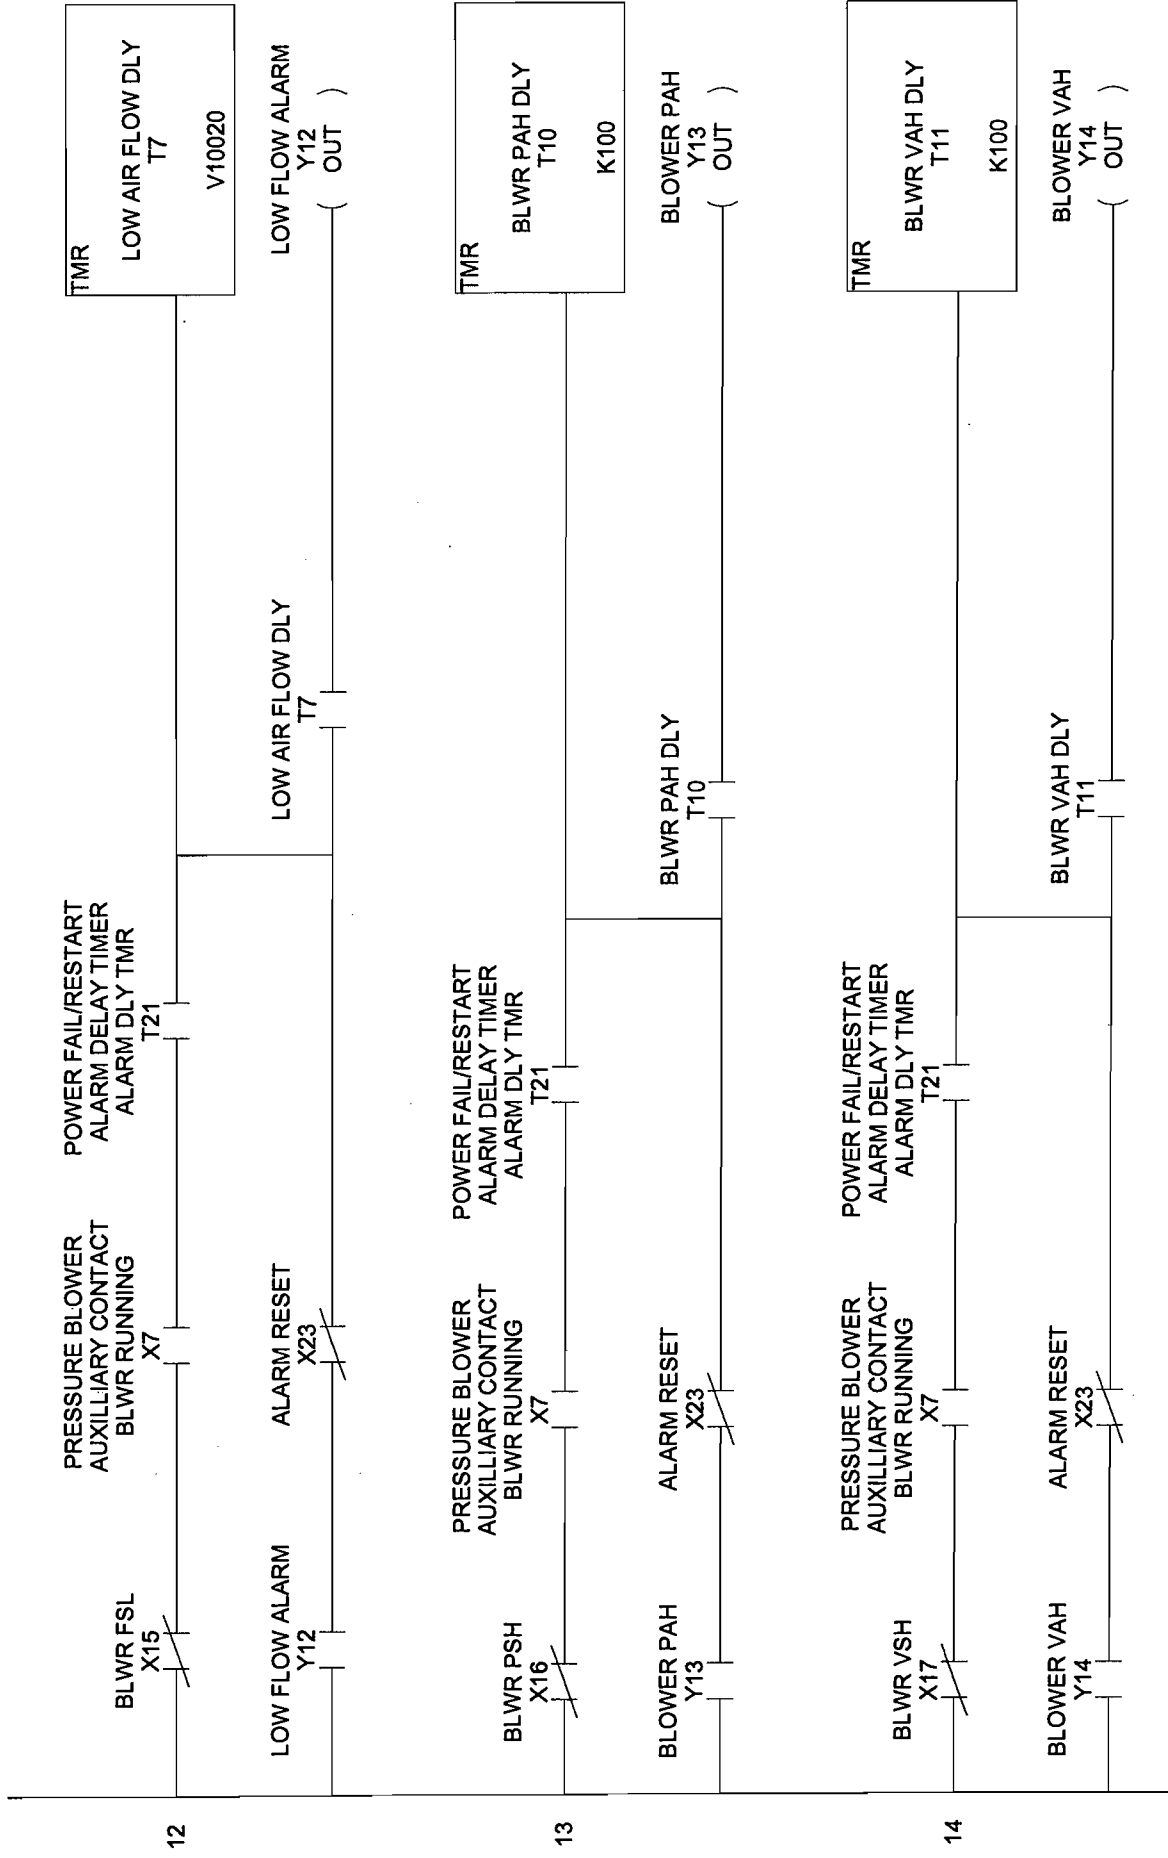 12
BLWR FSL
X15
PRESSURE BLOWER
AUXILLIARY CONTACT
BLWR RUNNING
X7
POWER FAIL/RESTART
ALARM DELAY TIMER
ALARM DLY TMR
T21
TMR
LOW AIR FLOW DLY
T7
V10020
LOW FLOW ALARM
Y12
ALARM RESET
X23
LOW AIR FLOW DLY
T7
LOW FLOW ALARM
Y12
OUT
13
BLWR PSH
X16
PRESSURE BLOWER
AUXILLIARY CONTACT
BLWR RUNNING
X7
POWER FAIL/RESTART
ALARM DELAY TIMER
ALARM DLY TMR
T21
TMR
BLWR PAH DLY
T10
K100
BLOWER PAH
Y13
ALARM RESET
X23
BLWR PAH DLY
T10
BLOWER PAH
Y13
OUT
14
BLWR VSH
X17
PRESSURE BLOWER
AUXILLIARY CONTACT
BLWR RUNNING
X7
POWER FAIL/RESTART
ALARM DELAY TIMER
ALARM DLY TMR
T21
TMR
BLWR VAH DLY
T11
K100
BLOWER VAH
Y14
ALARM RESET
X23
BLWR VAH DLY
T11
BLOWER VAH
Y14
OUT